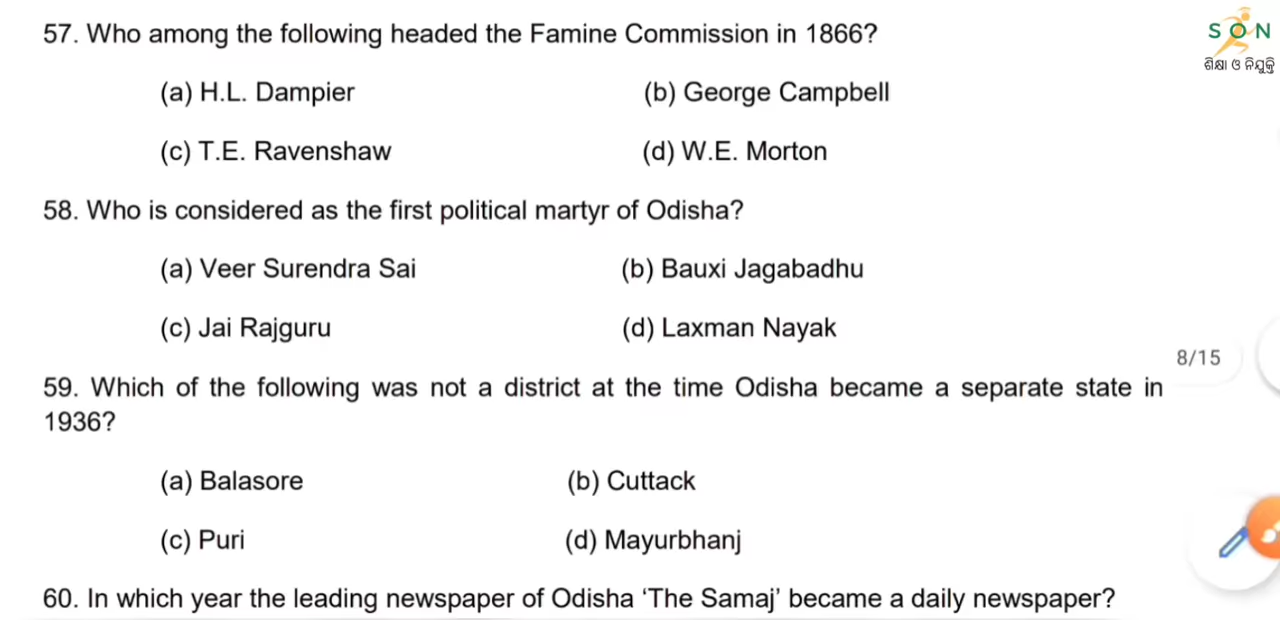 57. Who among the following headed the Famine Commission in 1866?
S O N
ଶିକ୍ଷା ଓ ନିଯୁକ୍ତି
(a) H.L. Dampier (b) George Campbell
(c) T.E. Ravenshaw (d) W.E. Morton
58. Who is considered as the first political martyr of Odisha?
(a) Veer Surendra Sai (b) Bauxi Jagabadhu
(c) Jai Rajguru (d) Laxman Nayak
8/15
59. Which of the following was not a district at the time Odisha became a separate state in
1936?
(a) Balasore (b) Cuttack
(c) Puri (d) Mayurbhanj
60. In which year the leading newspaper of Odisha ‘The Samaj’ became a daily newspaper?